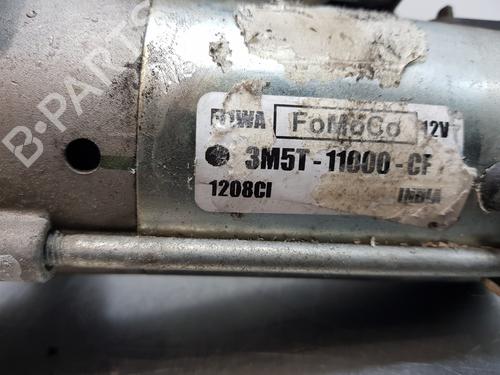 FoMoCo 12V
3M5T-11000-CF
1208CI INDIA
B-PARTS